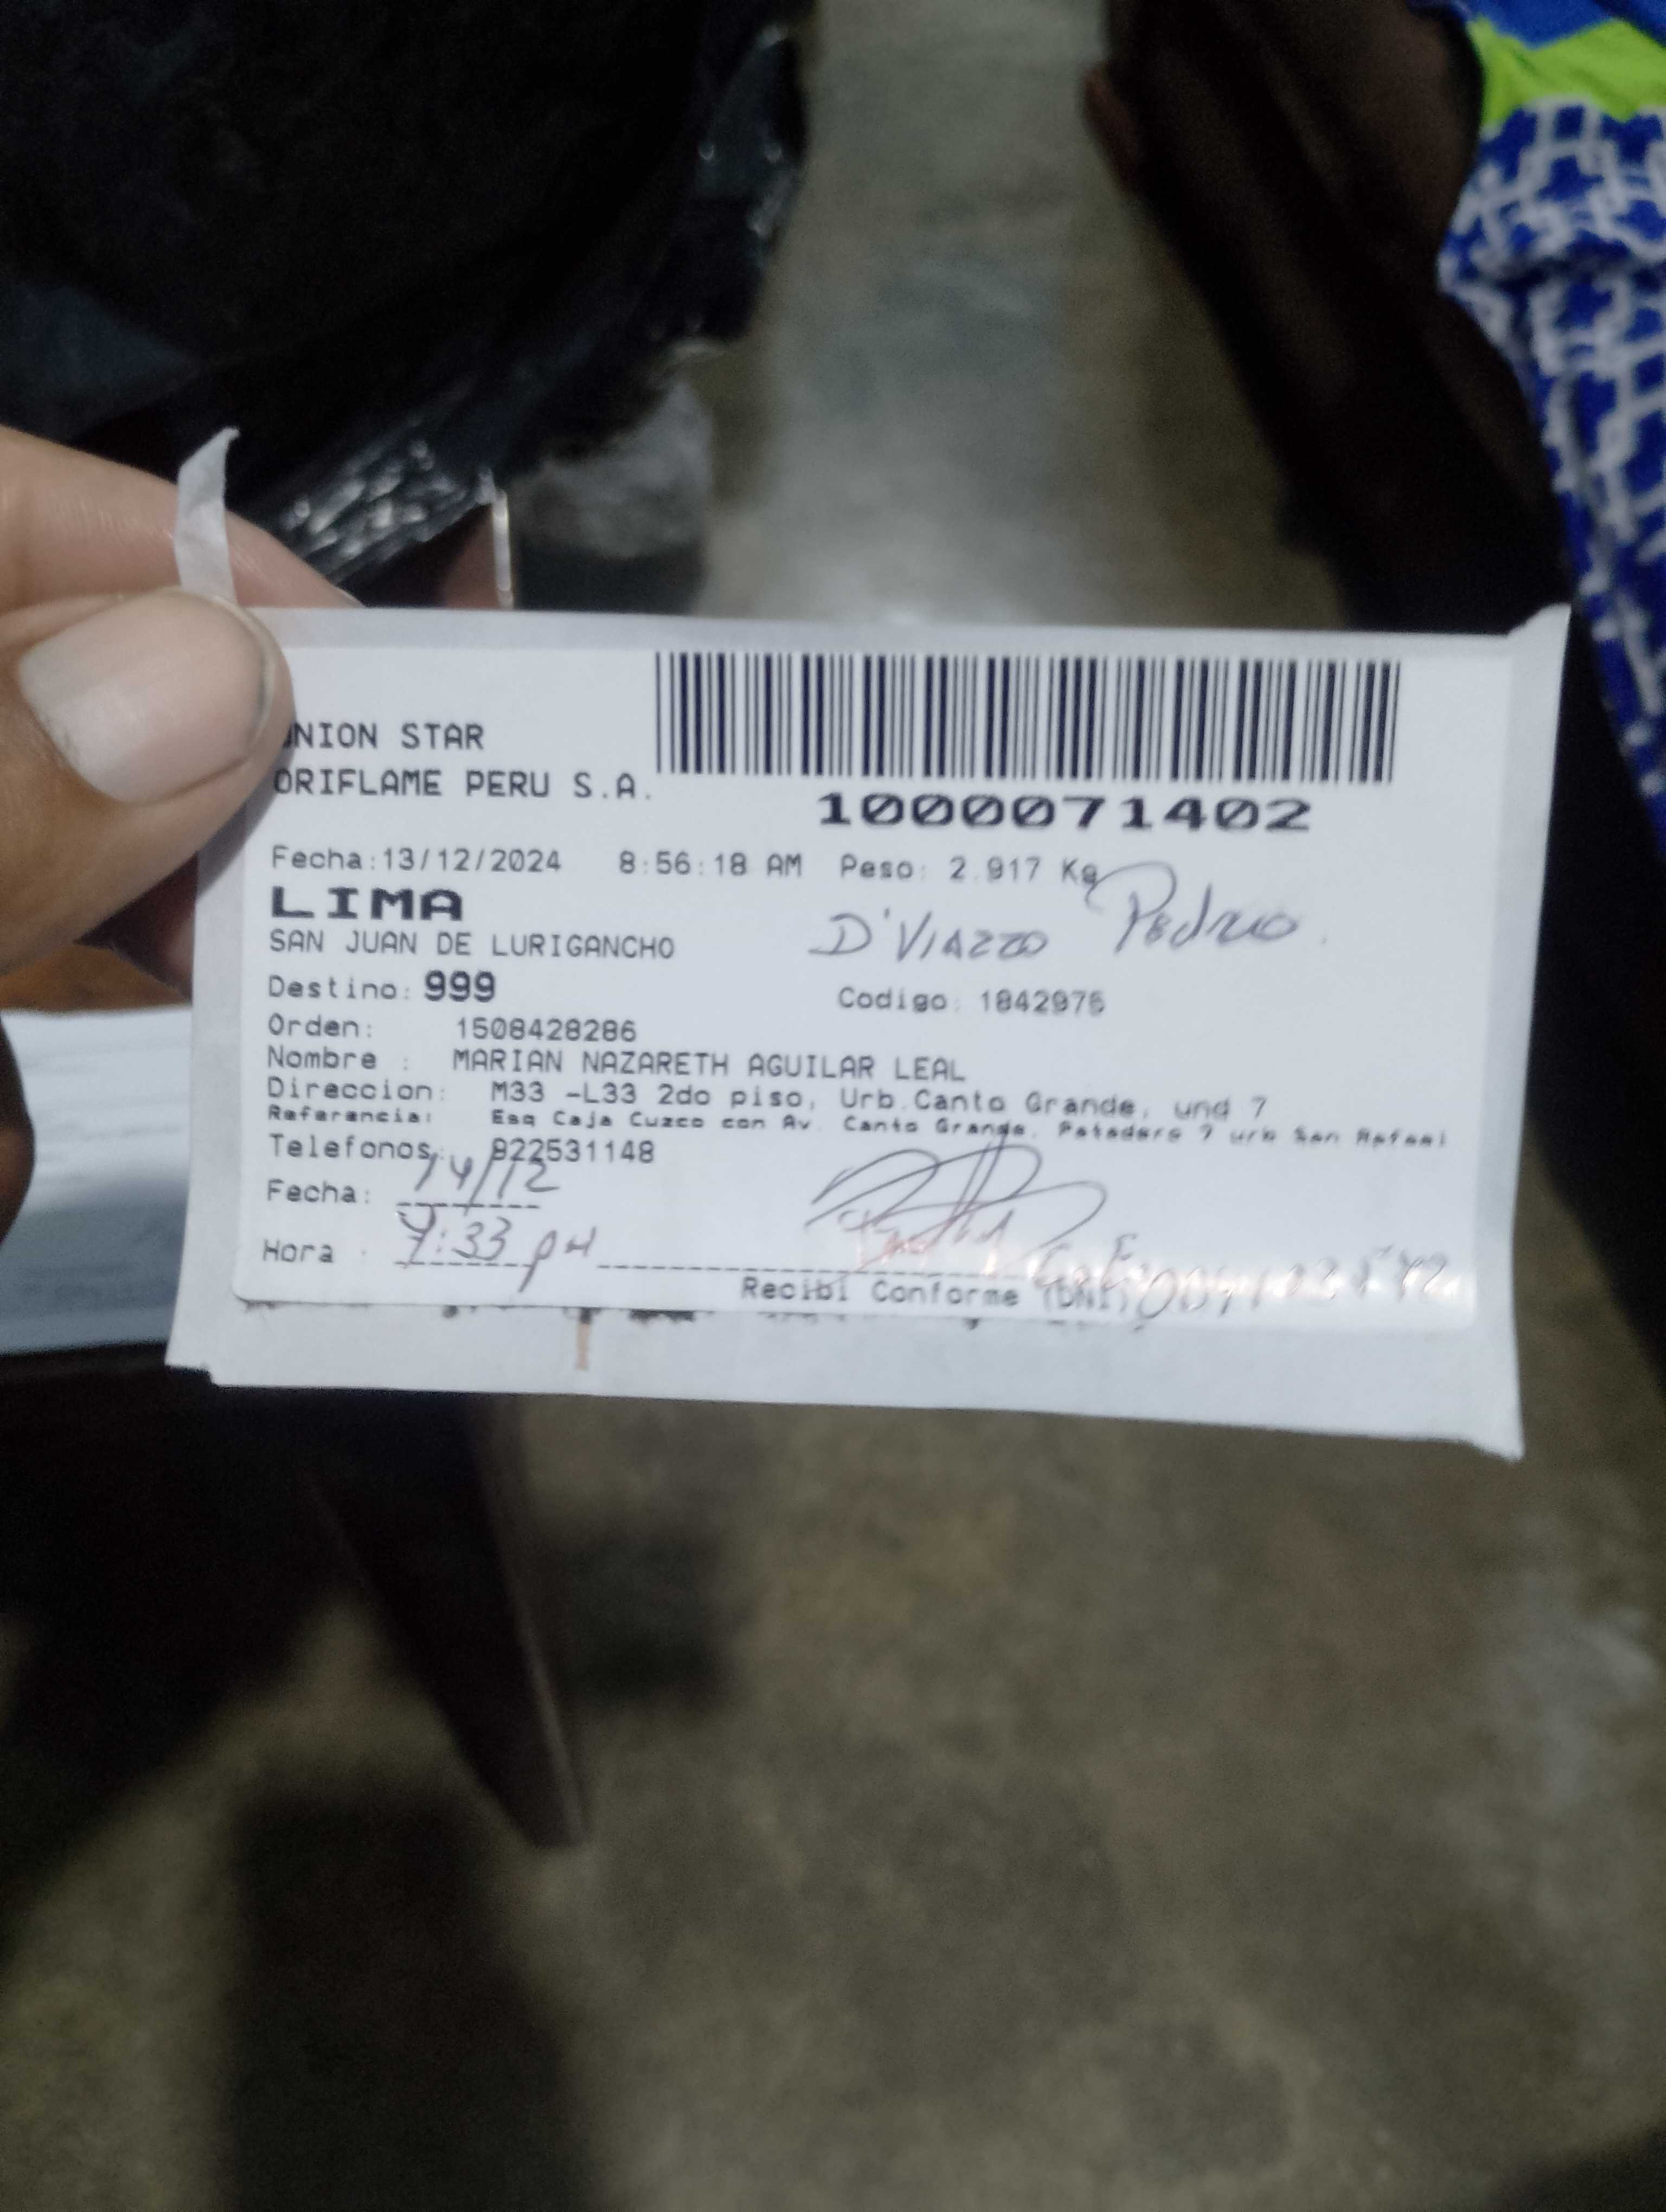 UNION STAR
ORIFLAME PERU S.A.
1000071402
Fecha:13/12/2024 8:56:18 AM Peso: 2.917 Kg
LIMA
SAN JUAN DE LURIGANCHO D'Viazzo Pedrio
Destino: 999 Codigo: 1842975
Orden: 1508428286
Nombre : MARIAN NAZARETH AGUILAR LEAL
Direccion: M33 -L33 2do piso, Urb.Canto Grande, und 7
Referencia: Esq Caja Cuzco con Av. Canto Grande. Paradero 7 urb San Rafael
Telefonos: 922531148
Fecha: 14/12
Hora : 7:33 pM
Recibi Conforme (DNI)